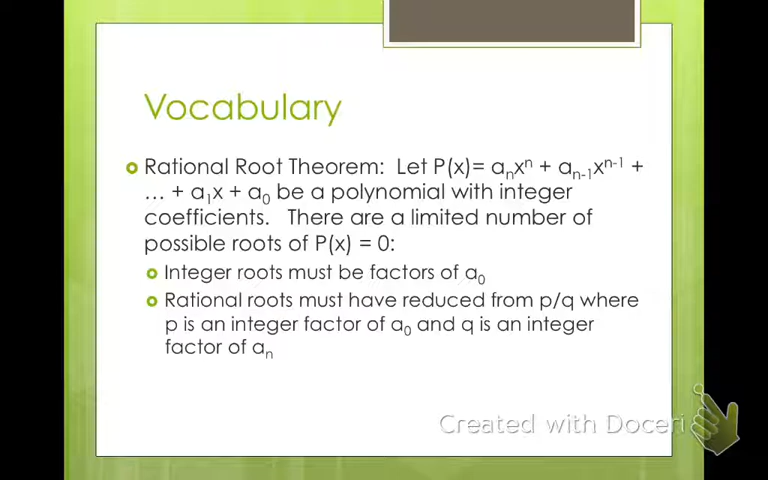 Vocabulary
Rational Root Theorem: Let P(x)= aₙxⁿ + aₙ₋₁xⁿ⁻¹ +
… + a₁x + a₀ be a polynomial with integer
coefficients. There are a limited number of
possible roots of P(x) = 0:
Integer roots must be factors of a₀
Rational roots must have reduced from p/q where
p is an integer factor of a₀ and q is an integer
factor of aₙ
Created with Doceri